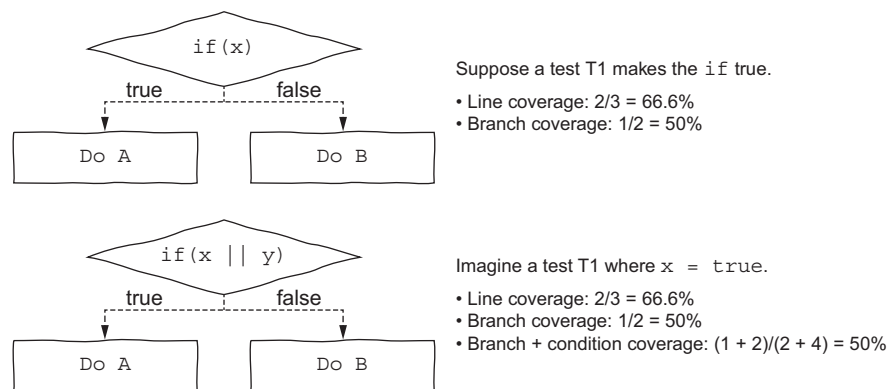 if(x)
true
false
Do A
Do B
Suppose a test T1 makes the if true.
• Line coverage: 2/3 = 66.6%
• Branch coverage: 1/2 = 50%
if(x || y)
true
false
Do A
Do B
Imagine a test T1 where x = true.
• Line coverage: 2/3 = 66.6%
• Branch coverage: 1/2 = 50%
• Branch + condition coverage: (1 + 2)/(2 + 4) = 50%